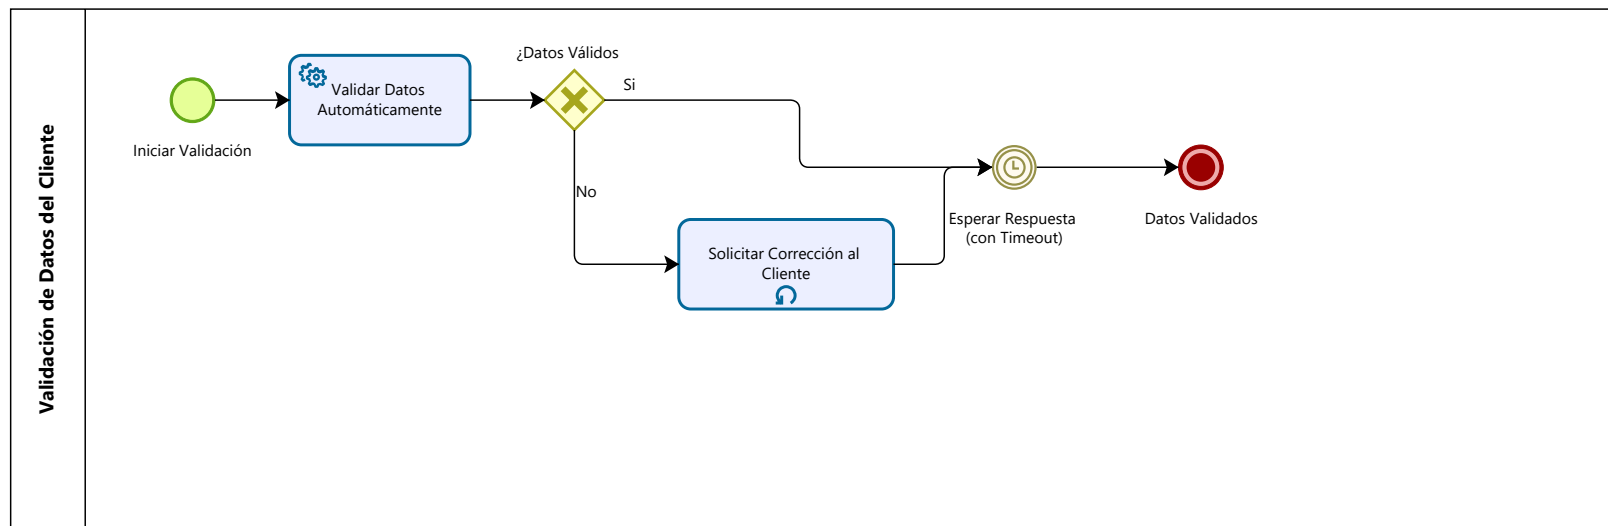 Validación de Datos del Cliente
Iniciar Validación
Validar Datos
Automáticamente
¿Datos Válidos
Si
No
Solicitar Corrección al
Cliente
Esperar Respuesta
(con Timeout)
Datos Validados